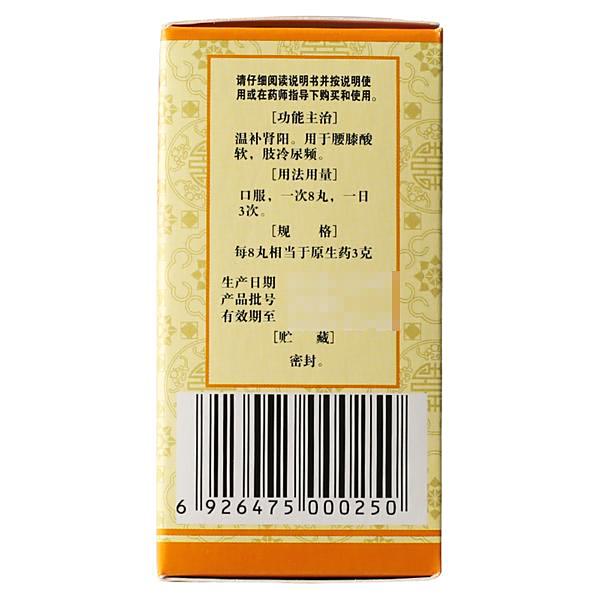 请仔细阅读说明书并按说明使
用或在药师指导下购买和使用。
[功能主治]
温补肾阳。用于腰膝酸
软，肢冷尿频。
[用法用量]
口服，一次8丸，一日
3次。
[规　格]
每8丸相当于原生药3克
生产日期
产品批号
有效期至
[贮　藏]
密封。
6 926475 000250